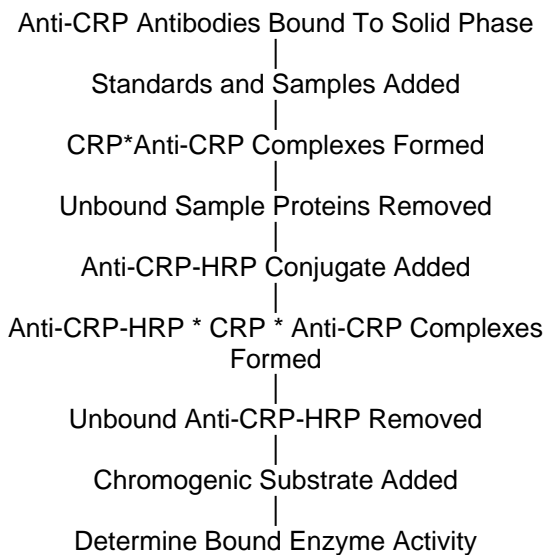 Anti-CRP Antibodies Bound To Solid Phase
Standards and Samples Added
CRP*Anti-CRP Complexes Formed
Unbound Sample Proteins Removed
Anti-CRP-HRP Conjugate Added
Anti-CRP-HRP * CRP * Anti-CRP Complexes
Formed
Unbound Anti-CRP-HRP Removed
Chromogenic Substrate Added
Determine Bound Enzyme Activity